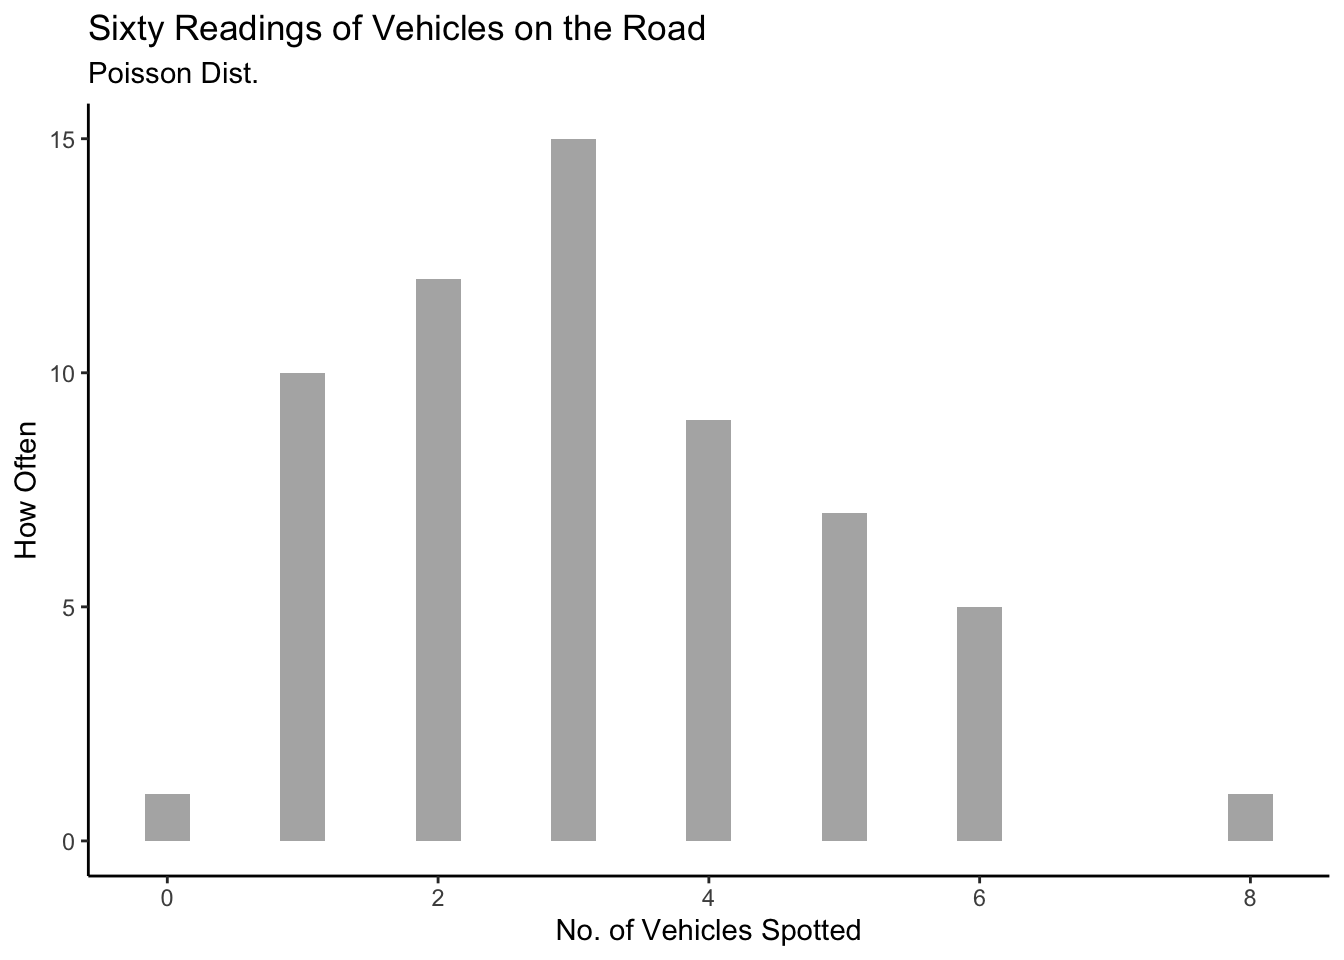 Sixty Readings of Vehicles on the Road
Poisson Dist.
15
10
5
0
How Often
0 2 4 6 8
No. of Vehicles Spotted